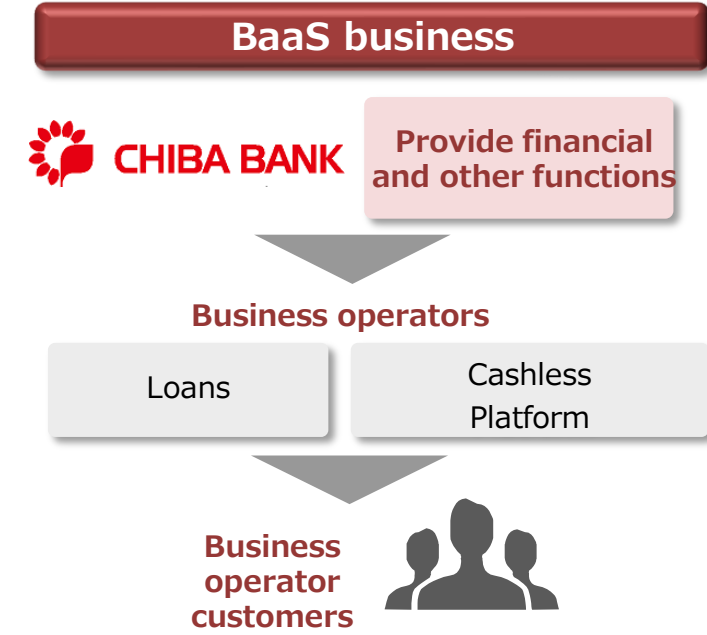 BaaS business
CHIBA BANK
Provide financial
and other functions
Business operators
Loans
Cashless
Platform
Business
operator
customers